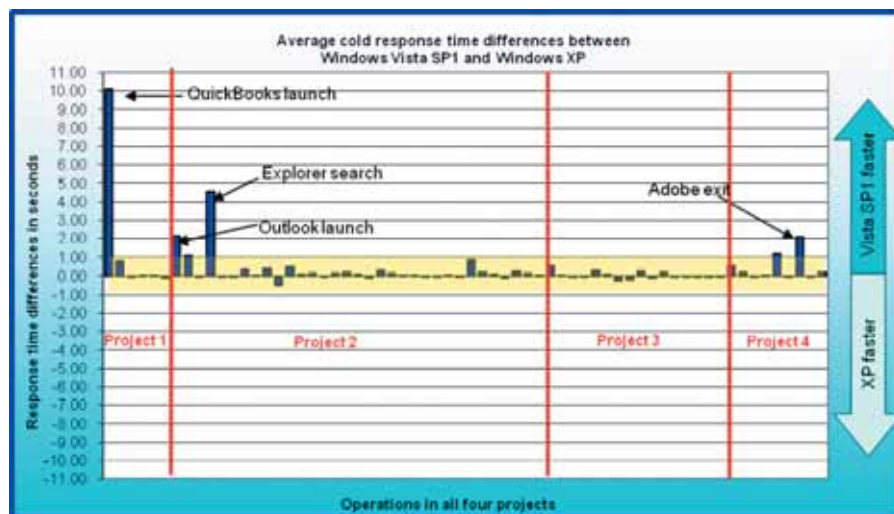 Average cold response time differences between
Windows Vista SP1 and Windows XP
Response time differences in seconds
11.00
10.00
9.00
8.00
7.00
6.00
5.00
4.00
3.00
2.00
1.00
0.00
-1.00
-2.00
-3.00
-4.00
-5.00
-6.00
-7.00
-8.00
-9.00
-10.00
-11.00
QuickBooks launch
Explorer search
Outlook launch
Adobe exit
Project 1
Project 2
Project 3
Project 4
Vista SP1 faster
XP faster
Operations in all four projects